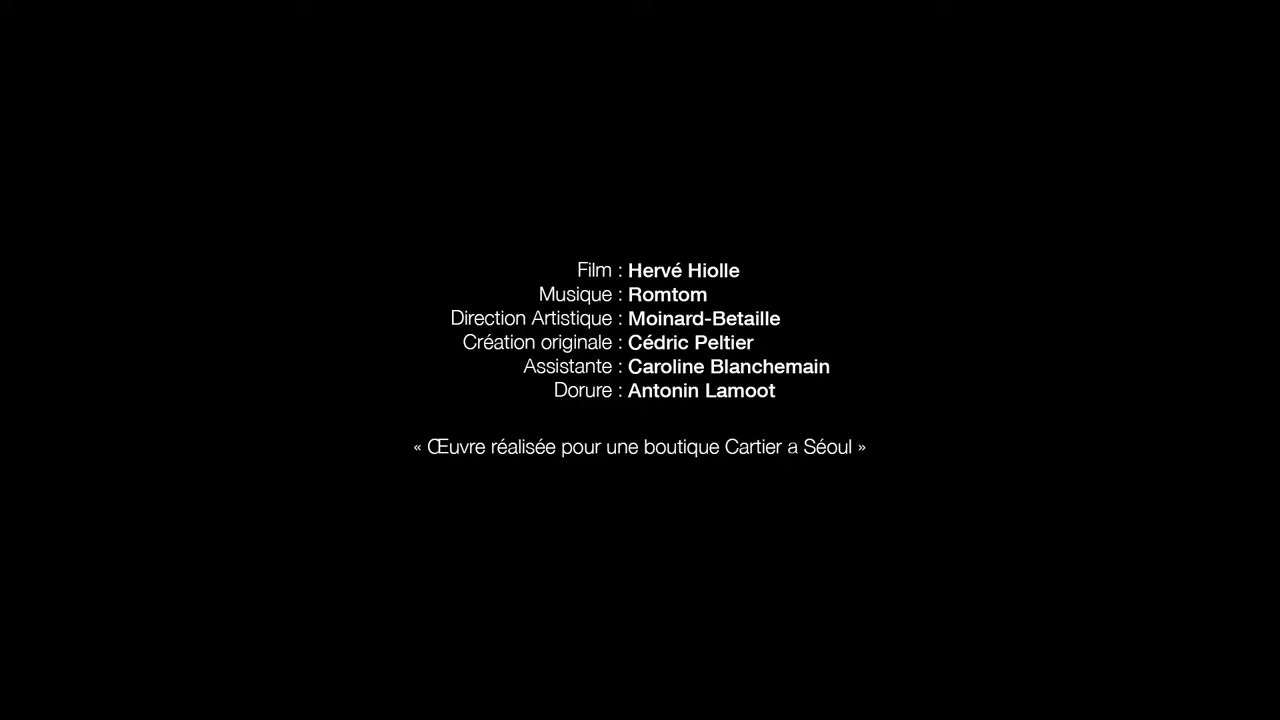 Film : Hervé Hiolle
Musique : Romtom
Direction Artistique : Moinard-Betaille
Création originale : Cédric Peltier
Assistante : Caroline Blanchemain
Dorure : Antonin Lamoot
« Œuvre réalisée pour une boutique Cartier a Séoul »